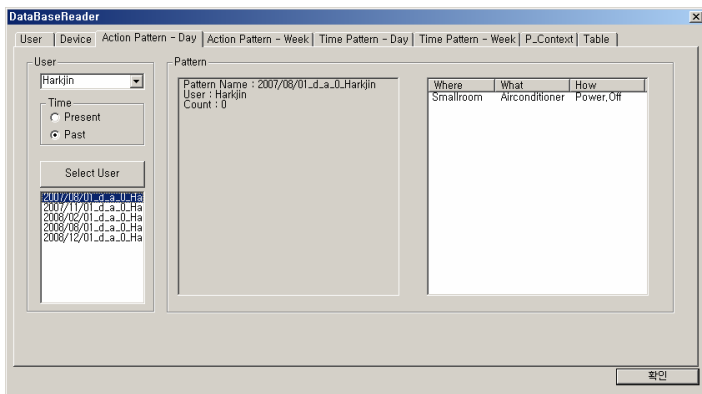 DataBaseReader
User Device Action Pattern - Day Action Pattern - Week Time Pattern - Day Time Pattern - Week P_Context Table
User
Harkjin
Time
Present
Past
Select User
2007/08/01_d_a_0_Ha
2007/11/01_d_a_0_Ha
2008/02/01_d_a_0_Ha
2008/08/01_d_a_0_Ha
2008/12/01_d_a_0_Ha
Pattern
Pattern Name : 2007/08/01_d_a_0_Harkjin
User : Harkjin
Count : 0
Where What How
Smallroom Airconditioner Power,Off
확인